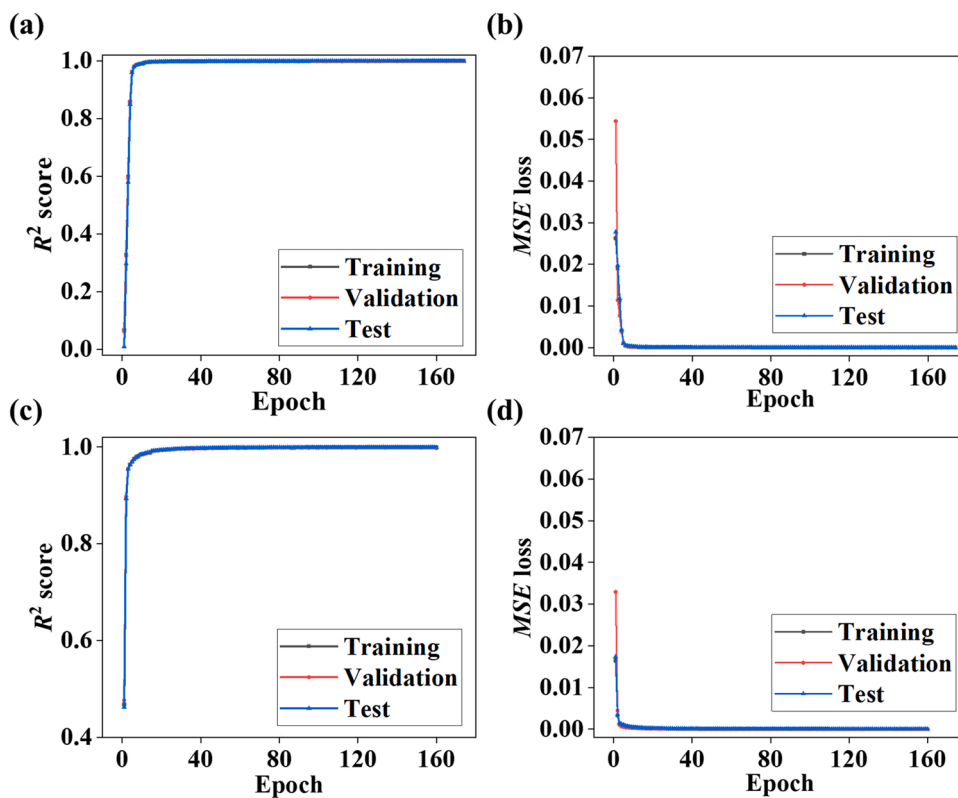 (a)
1.0
0.8
0.6
0.4
0.2
0.0
R² score
Training
Validation
Test
0 40 80 120 160
Epoch
(b)
0.07
0.06
0.05
0.04
0.03
0.02
0.01
0.00
MSE loss
Training
Validation
Test
0 40 80 120 160
Epoch
(c)
1.0
0.8
0.6
0.4
R² score
Training
Validation
Test
0 40 80 120 160
Epoch
(d)
0.07
0.06
0.05
0.04
0.03
0.02
0.01
0.00
MSE loss
Training
Validation
Test
0 40 80 120 160
Epoch